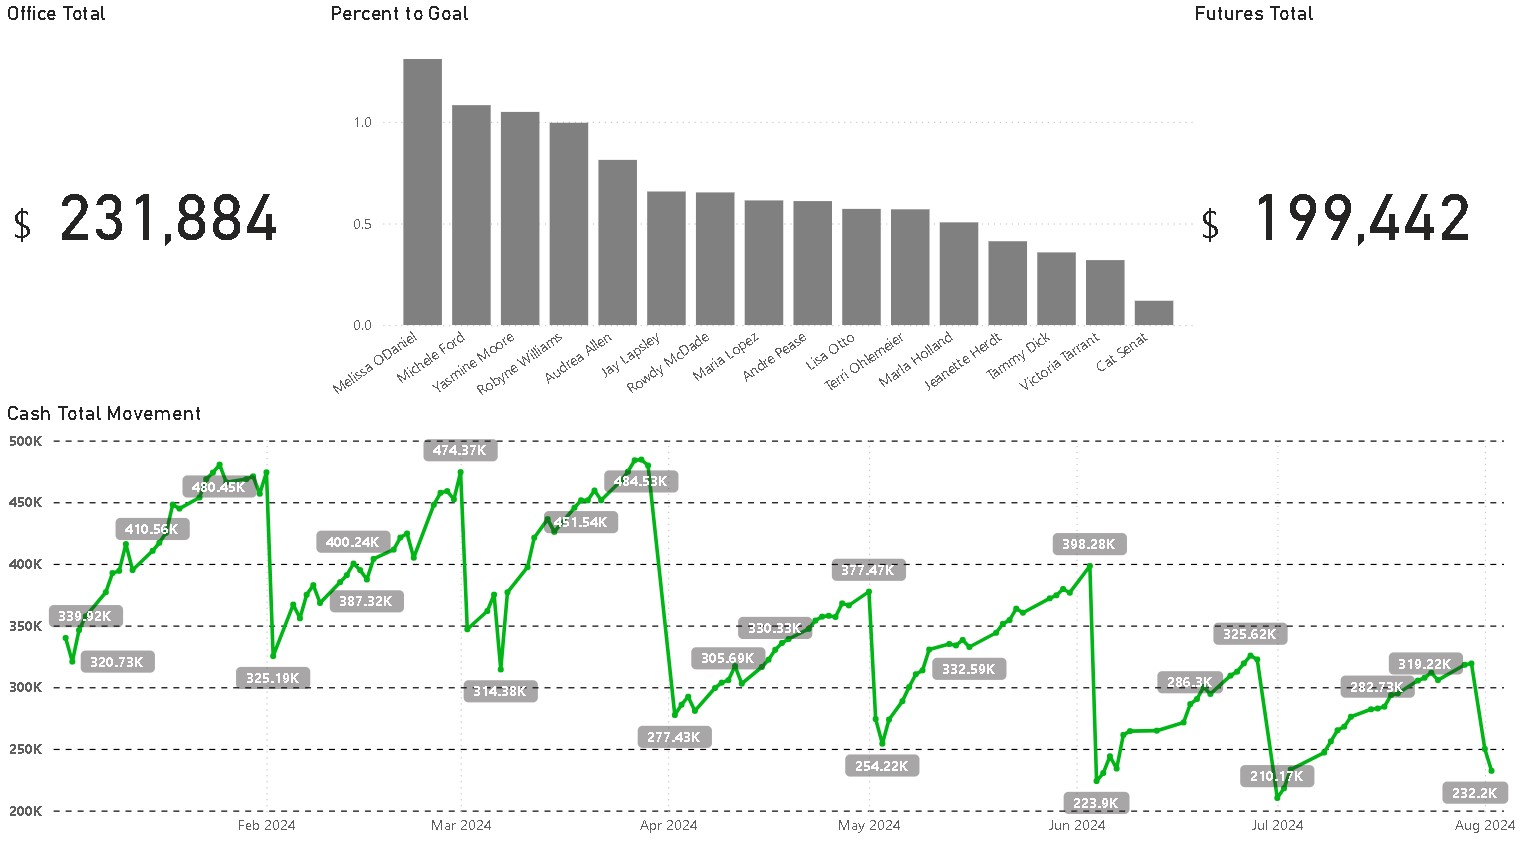 Office Total
Percent to Goal
Futures Total
$ 231,884
1.0
0.5
0.0
Melissa ODaniel
Michele Ford
Yasmine Moore
Robyne Williams
Audrea Allen
Jay Lapsley
Rowdy McDade
Maria Lopez
Andre Pease
Lisa Otto
Terri Ohlemeier
Marla Holland
Jeanette Herdt
Tammy Dick
Victoria Tarrant
Cat Senat
$ 199,442
Cash Total Movement
500K
450K
400K
350K
300K
250K
200K
339.92K
320.73K
410.56K
480.45K
325.19K
400.24K
387.32K
474.37K
314.38K
451.54K
484.53K
277.43K
305.69K
330.33K
377.47K
254.22K
332.59K
398.28K
223.9K
286.3K
325.62K
210.17K
282.73K
319.22K
232.2K
Feb 2024
Mar 2024
Apr 2024
May 2024
Jun 2024
Jul 2024
Aug 2024